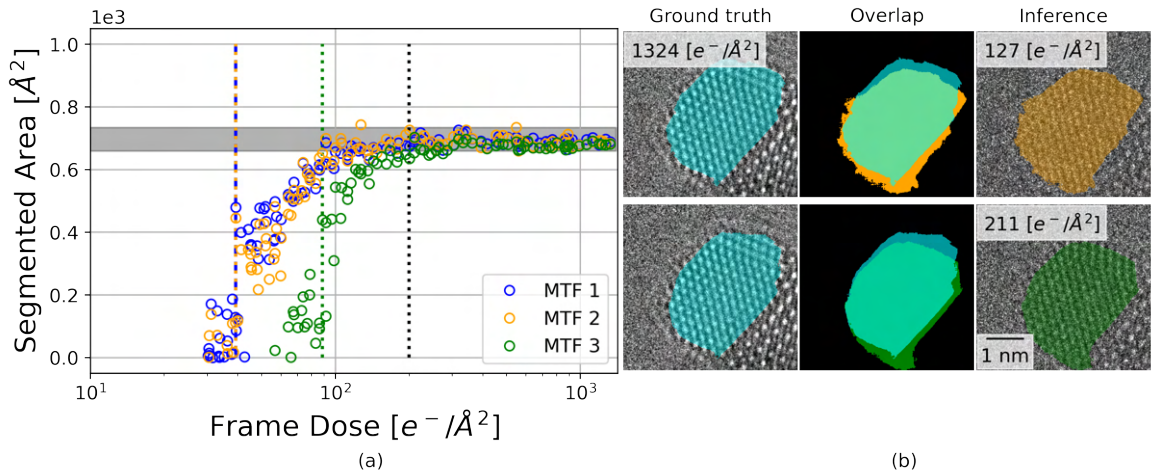 1e3
1.0
0.8
0.6
0.4
0.2
0.0
Segmented Area [Å²]
10¹
10²
10³
Frame Dose [e⁻/Å²]
MTF 1
MTF 2
MTF 3
(a)
Ground truth
Overlap
Inference
1324 [e⁻/Å²]
127 [e⁻/Å²]
211 [e⁻/Å²]
1 nm
(b)